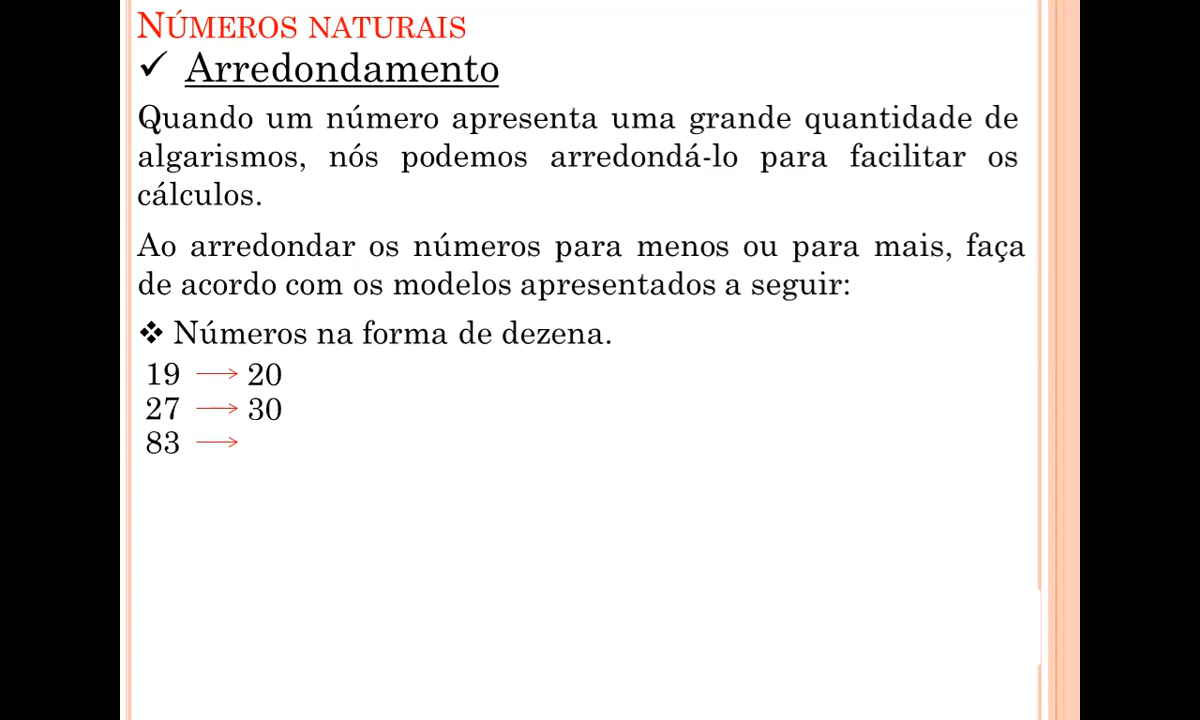 NÚMEROS NATURAIS
✓ Arredondamento
Quando um número apresenta uma grande quantidade de
algarismos, nós podemos arredondá-lo para facilitar os
cálculos.
Ao arredondar os números para menos ou para mais, faça
de acordo com os modelos apresentados a seguir:
❖ Números na forma de dezena.
19 → 20
27 → 30
83 →